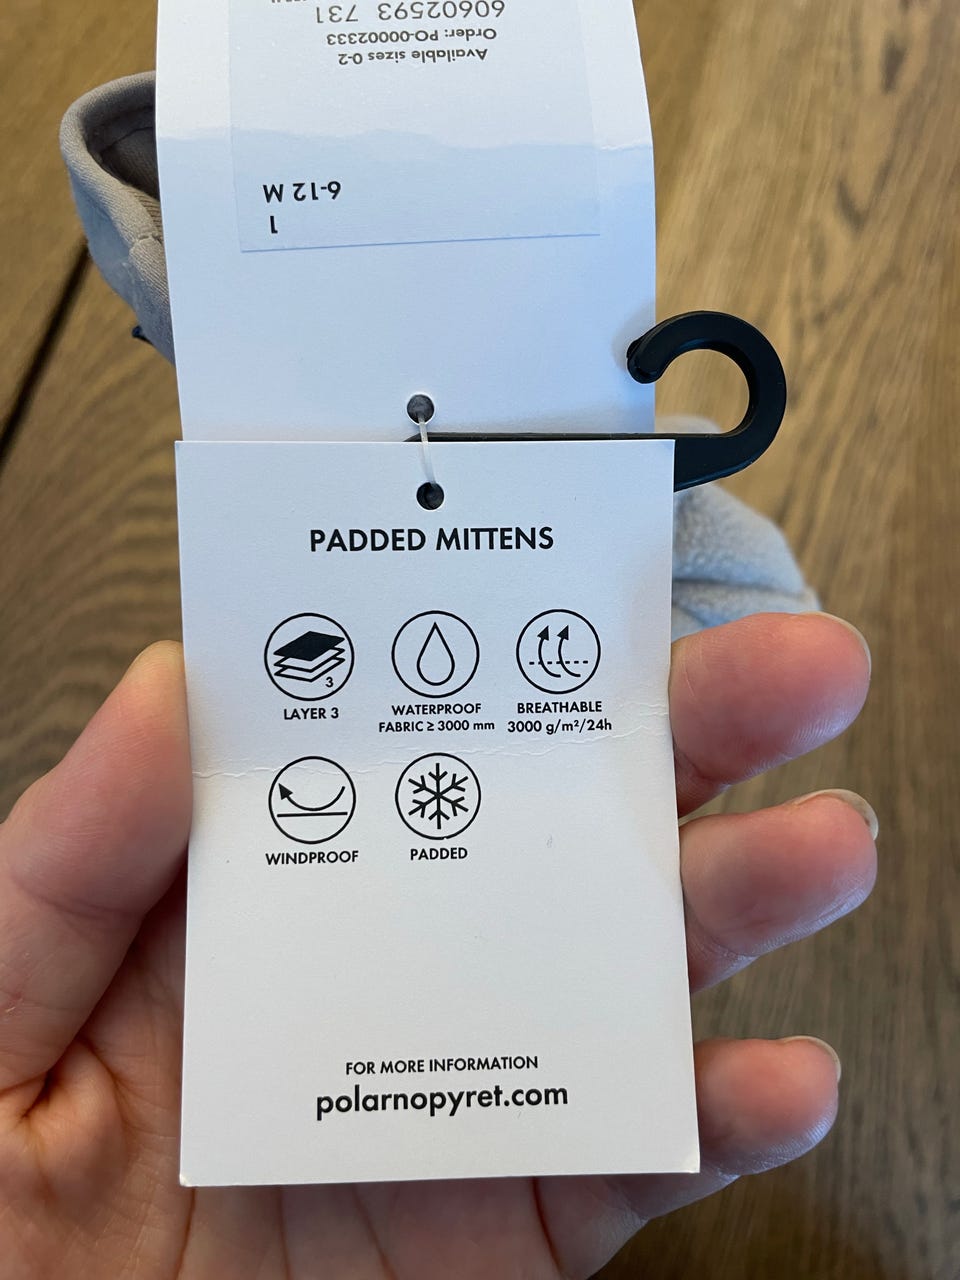 60602593 731
Order: PO-00002333
Available sizes 0-2
6-12 M
1
PADDED MITTENS
3
LAYER 3
WATERPROOF
FABRIC ≥ 3000 mm
BREATHABLE
3000 g/m²/24h
WINDPROOF
PADDED
FOR MORE INFORMATION
polarnopyret.com